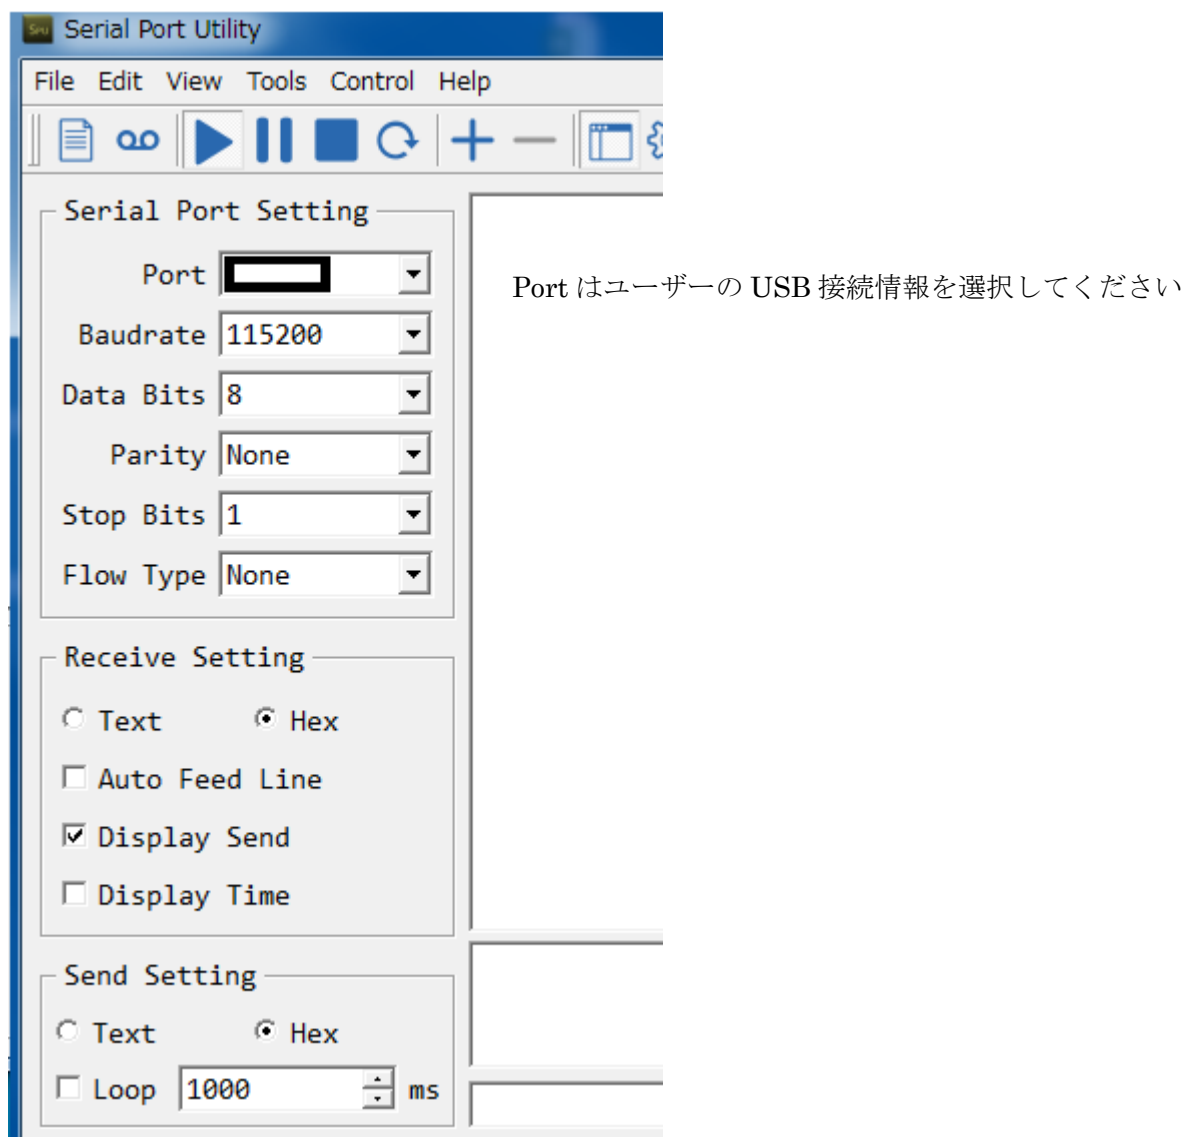 Seu Serial Port Utility
File Edit View Tools Control Help
Serial Port Setting
Port
Port はユーザーの USB 接続情報を選択してください
Baudrate 115200
Data Bits 8
Parity None
Stop Bits 1
Flow Type None
Receive Setting
Text Hex
Auto Feed Line
Display Send
Display Time
Send Setting
Text Hex
Loop 1000 ms